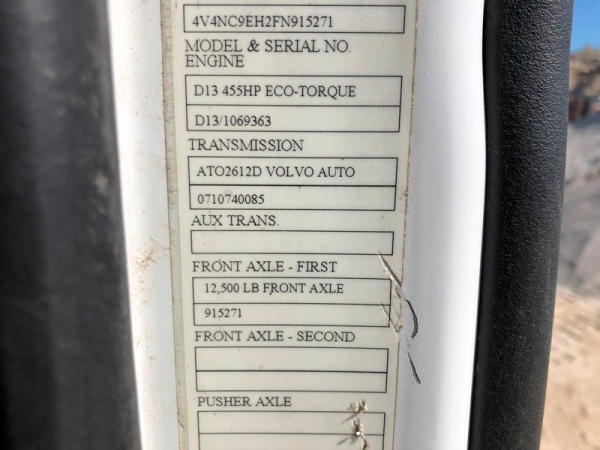 4V4NC9EH2FN915271
MODEL & SERIAL NO.
ENGINE
D13 455HP ECO-TORQUE
D13/1069363
TRANSMISSION
ATO2612D VOLVO AUTO
0710740085
AUX TRANS.
FRONT AXLE - FIRST
12,500 LB FRONT AXLE
915271
FRONT AXLE - SECOND
PUSHER AXLE